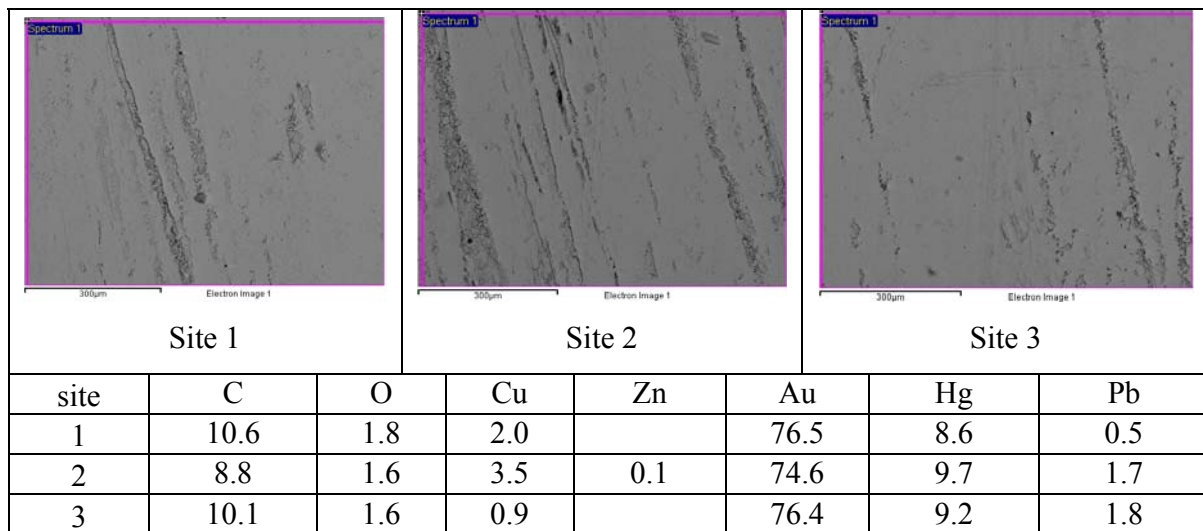 Spectrum 1
Spectrum 1
Spectrum 1
300µm Electron Image 1
300µm Electron Image 1
300µm Electron Image 1
Site 1
Site 2
Site 3
site C O Cu Zn Au Hg Pb
1 10.6 1.8 2.0 76.5 8.6 0.5
2 8.8 1.6 3.5 0.1 74.6 9.7 1.7
3 10.1 1.6 0.9 76.4 9.2 1.8